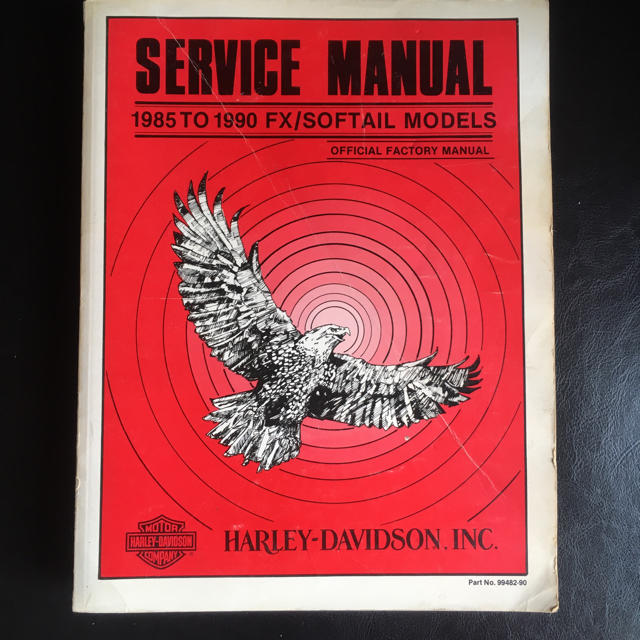 SERVICE MANUAL
1985 TO 1990 FX/SOFTAIL MODELS
OFFICIAL FACTORY MANUAL
MOTOR
HARLEY-DAVIDSON
COMPANY
®
HARLEY-DAVIDSON, INC.
Part No. 99482-90